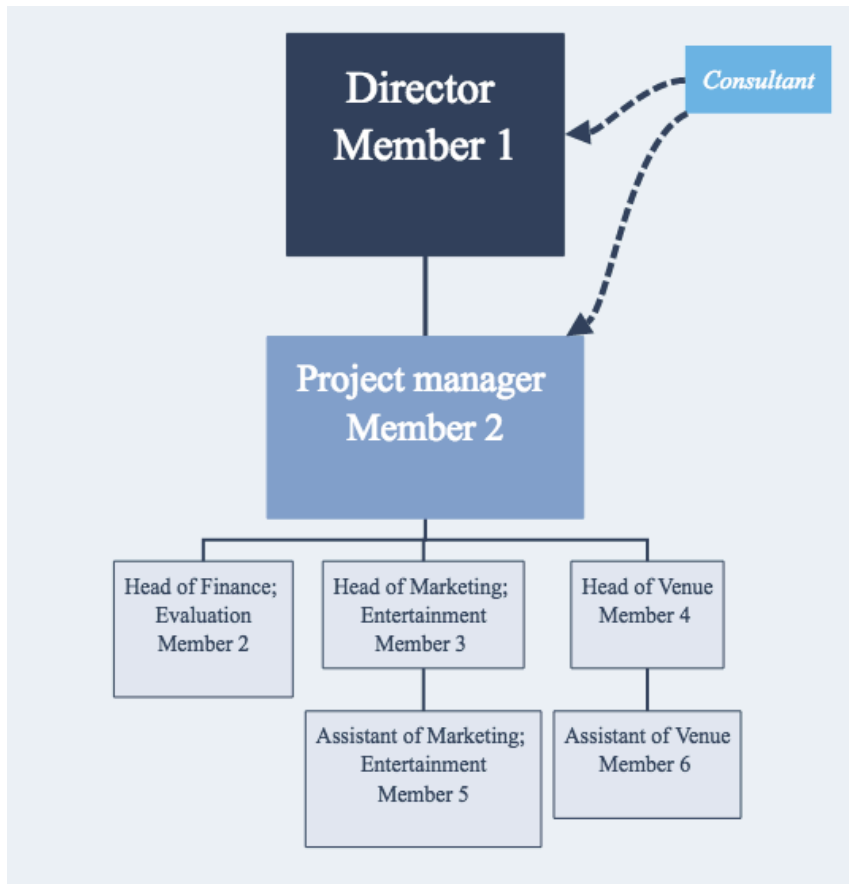 Director
Member 1
Consultant
Project manager
Member 2
Head of Finance;
Evaluation
Member 2
Head of Marketing;
Entertainment
Member 3
Head of Venue
Member 4
Assistant of Marketing;
Entertainment
Member 5
Assistant of Venue
Member 6